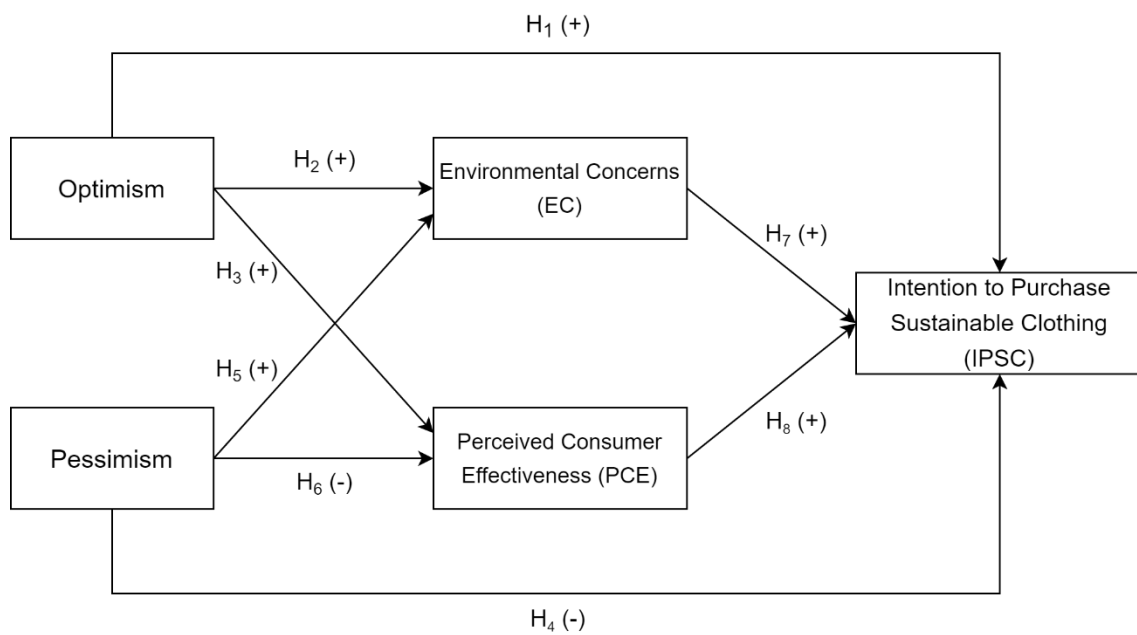 H₁ (+)
Optimism
H₂ (+)
Environmental Concerns
(EC)
H₃ (+)
H₇ (+)
Intention to Purchase
Sustainable Clothing
(IPSC)
H₅ (+)
Pessimism
H₆ (-)
Perceived Consumer
Effectiveness (PCE)
H₈ (+)
H₄ (-)